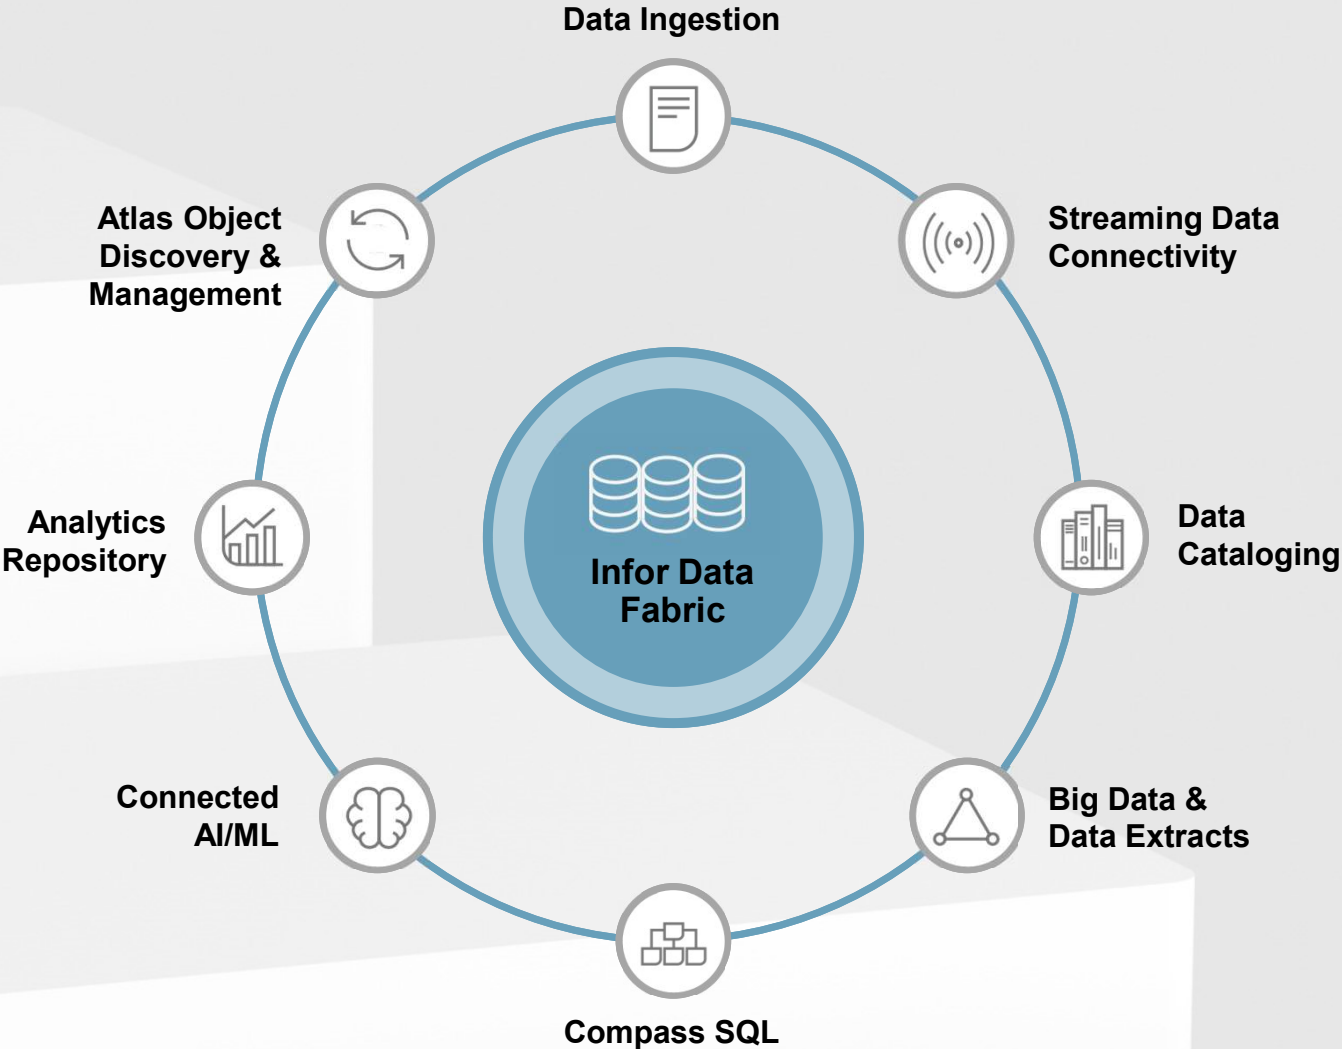 Data Ingestion
Atlas Object
Discovery &
Management
Streaming Data
Connectivity
Analytics
Repository
Data
Cataloging
Infor Data
Fabric
Connected
AI/ML
Big Data &
Data Extracts
Compass SQL